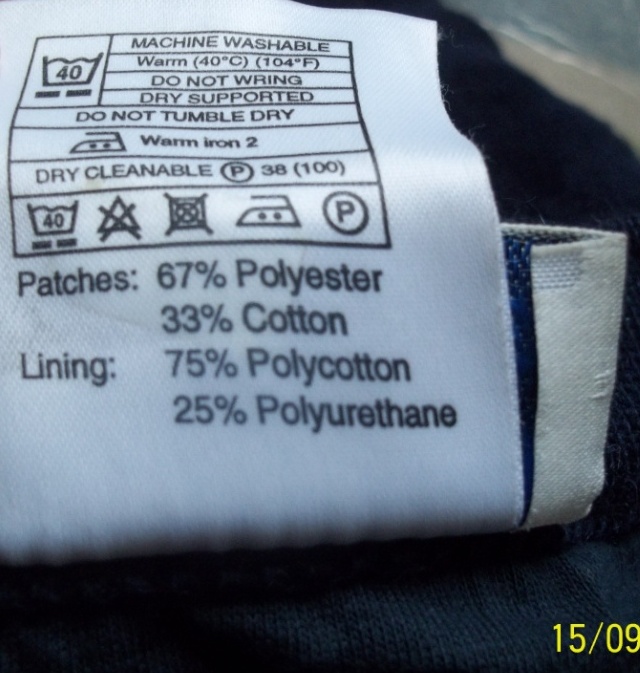 MACHINE WASHABLE
40
Warm (40°C) (104°F)
DO NOT WRING
DRY SUPPORTED
DO NOT TUMBLE DRY
Warm iron 2
DRY CLEANABLE P 38 (100)
40 P
Patches: 67% Polyester
33% Cotton
Lining: 75% Polycotton
25% Polyurethane
15/09